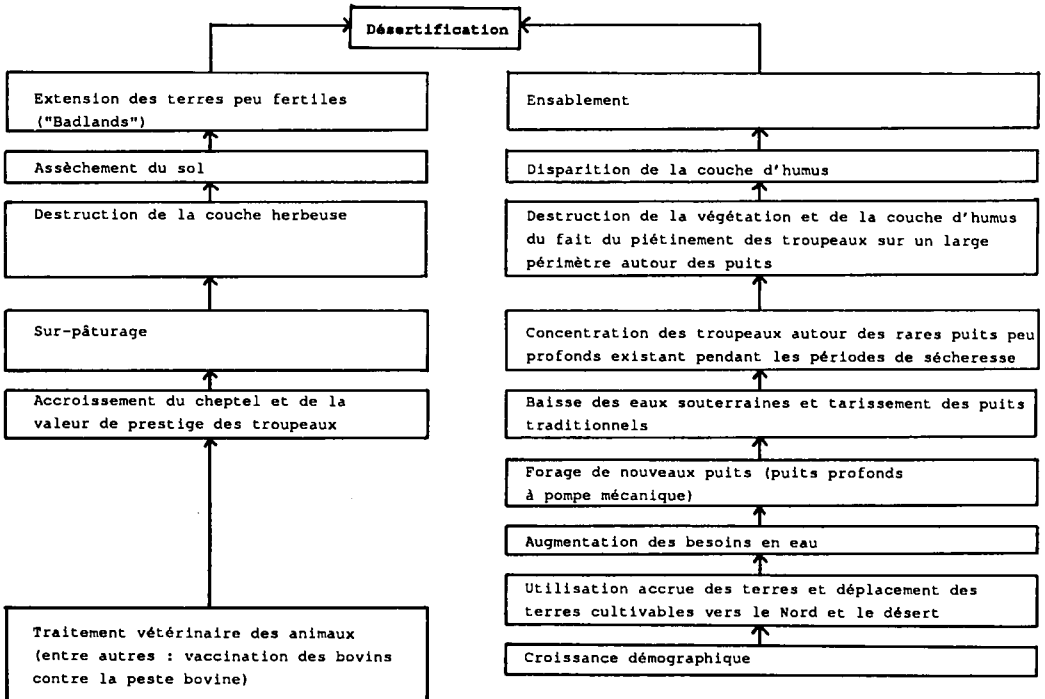 Désertification
Extension des terres peu fertiles
("Badlands")
Assèchement du sol
Destruction de la couche herbeuse
Sur-pâturage
Accroissement du cheptel et de la
valeur de prestige des troupeaux
Traitement vétérinaire des animaux
(entre autres : vaccination des bovins
contre la peste bovine)
Ensablement
Disparition de la couche d'humus
Destruction de la végétation et de la couche d'humus
du fait du piétinement des troupeaux sur un large
périmètre autour des puits
Concentration des troupeaux autour des rares puits peu
profonds existant pendant les périodes de sécheresse
Baisse des eaux souterraines et tarissement des puits
traditionnels
Forage de nouveaux puits (puits profonds
à pompe mécanique)
Augmentation des besoins en eau
Utilisation accrue des terres et déplacement des
terres cultivables vers le Nord et le désert
Croissance démographique